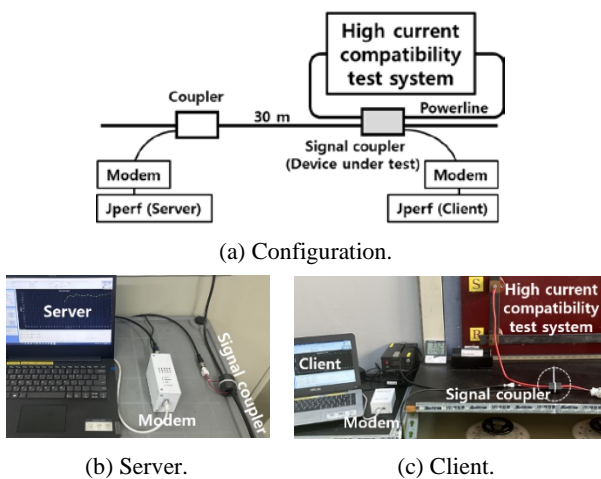 High current
compatibility
test system
Coupler
30 m
Powerline
Signal coupler
(Device under test)
Modem
Modem
Jperf (Server)
Jperf (Client)
(a) Configuration.
Server
Signal coupler
Modem
S
High current
compatibility
test system
R
Client
Signal coupler
Modem
(b) Server.
(c) Client.